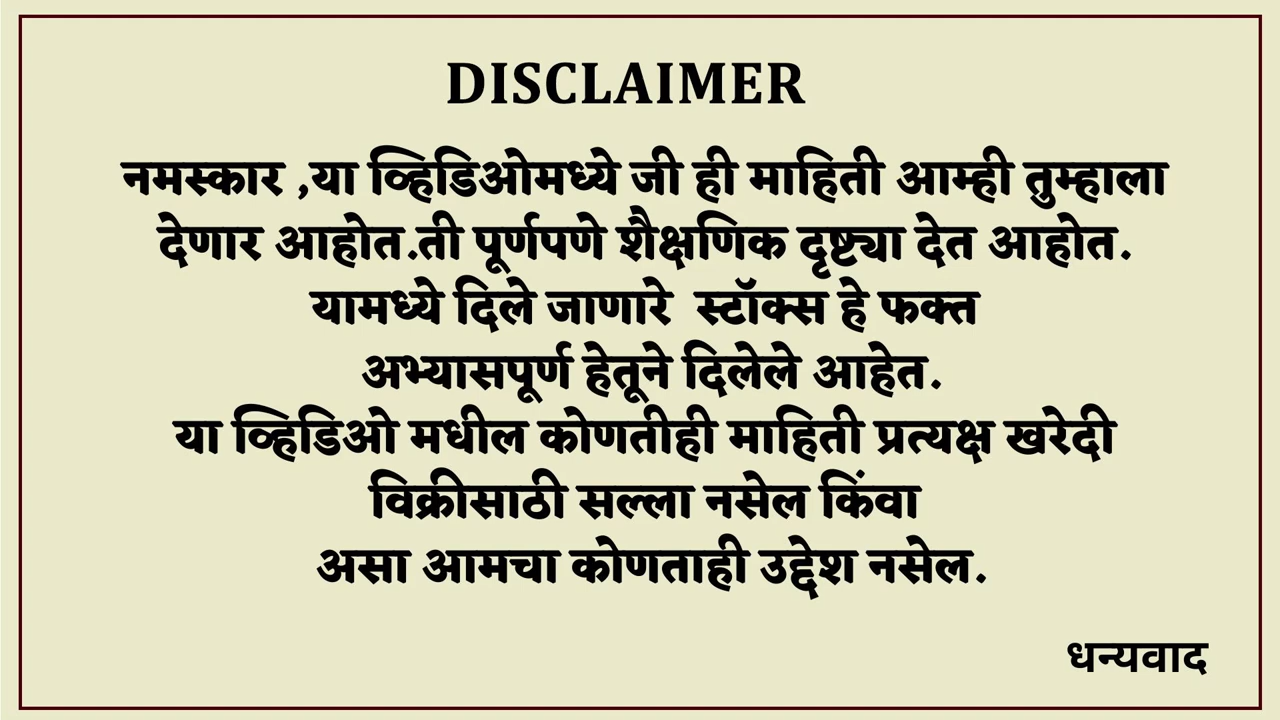 DISCLAIMER
नमस्कार ,या व्हिडिओमध्ये जी ही माहिती आम्ही तुम्हाला
देणार आहोत.ती पूर्णपणे शैक्षणिक दृष्ट्या देत आहोत.
यामध्ये दिले जाणारे  स्टॉक्स हे फक्त
अभ्यासपूर्ण हेतूने दिलेले आहेत.
या व्हिडिओ मधील कोणतीही माहिती प्रत्यक्ष खरेदी
विक्रीसाठी सल्ला नसेल किंवा
असा आमचा कोणताही उद्देश नसेल.
धन्यवाद